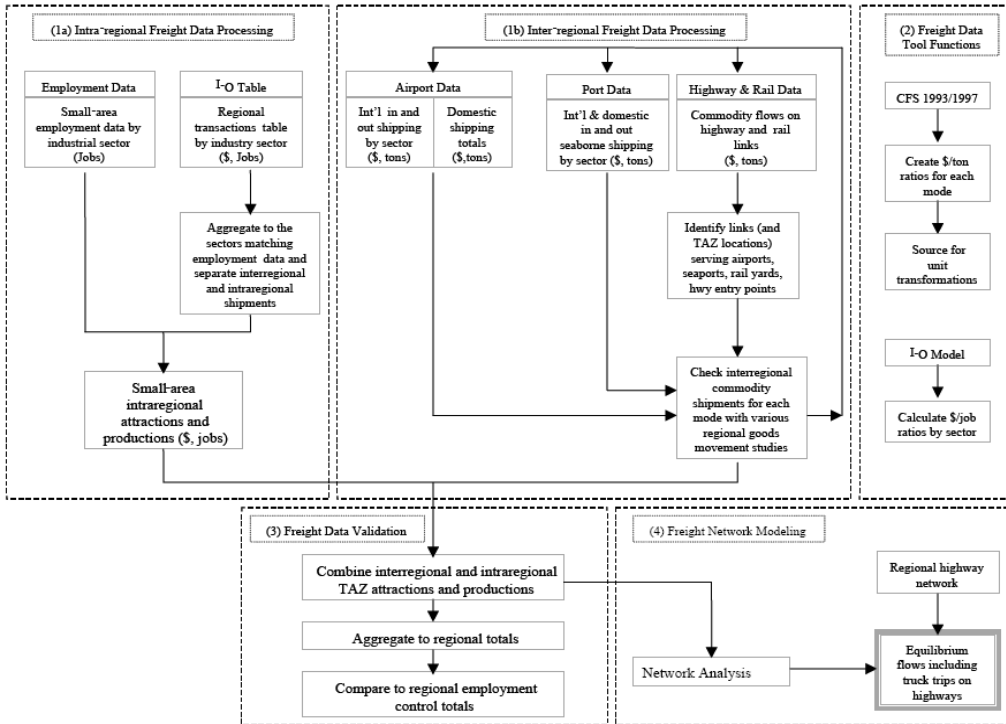 (1a) Intra-regional Freight Data Processing
Employment Data
Small-area
employment data by
industrial sector
(Jobs)
I-O Table
Regional
transactions table
by industry sector
($, Jobs)
Aggregate to the
sectors matching
employment data and
separate interregional
and intraregional
shipments
Small-area
intraregional
attractions and
productions ($, jobs)
(1b) Inter-regional Freight Data Processing
Airport Data
Int'l in and
out shipping
by sector
($, tons)
Domestic
shipping
totals
($,tons)
Port Data
Int'l & domestic
in and out
seaborne shipping
by sector ($, tons)
Highway & Rail Data
Commodity flows on
highway and rail
links
($, tons)
Identify links (and
TAZ locations)
serving airports,
seaports, rail yards,
hwy entry points
Check interregional
commodity
shipments for each
mode with various
regional goods
movement studies
(2) Freight Data
Tool Functions
CFS 1993/1997
Create $/ton
ratios for each
mode
Source for
unit
transformations
I-O Model
Calculate $/job
ratios by sector
(3) Freight Data Validation
Combine interregional and intraregional
TAZ attractions and productions
Aggregate to regional totals
Compare to regional employment
control totals
(4) Freight Network Modeling
Regional highway
network
Network Analysis
Equilibrium
flows including
truck trips on
highways